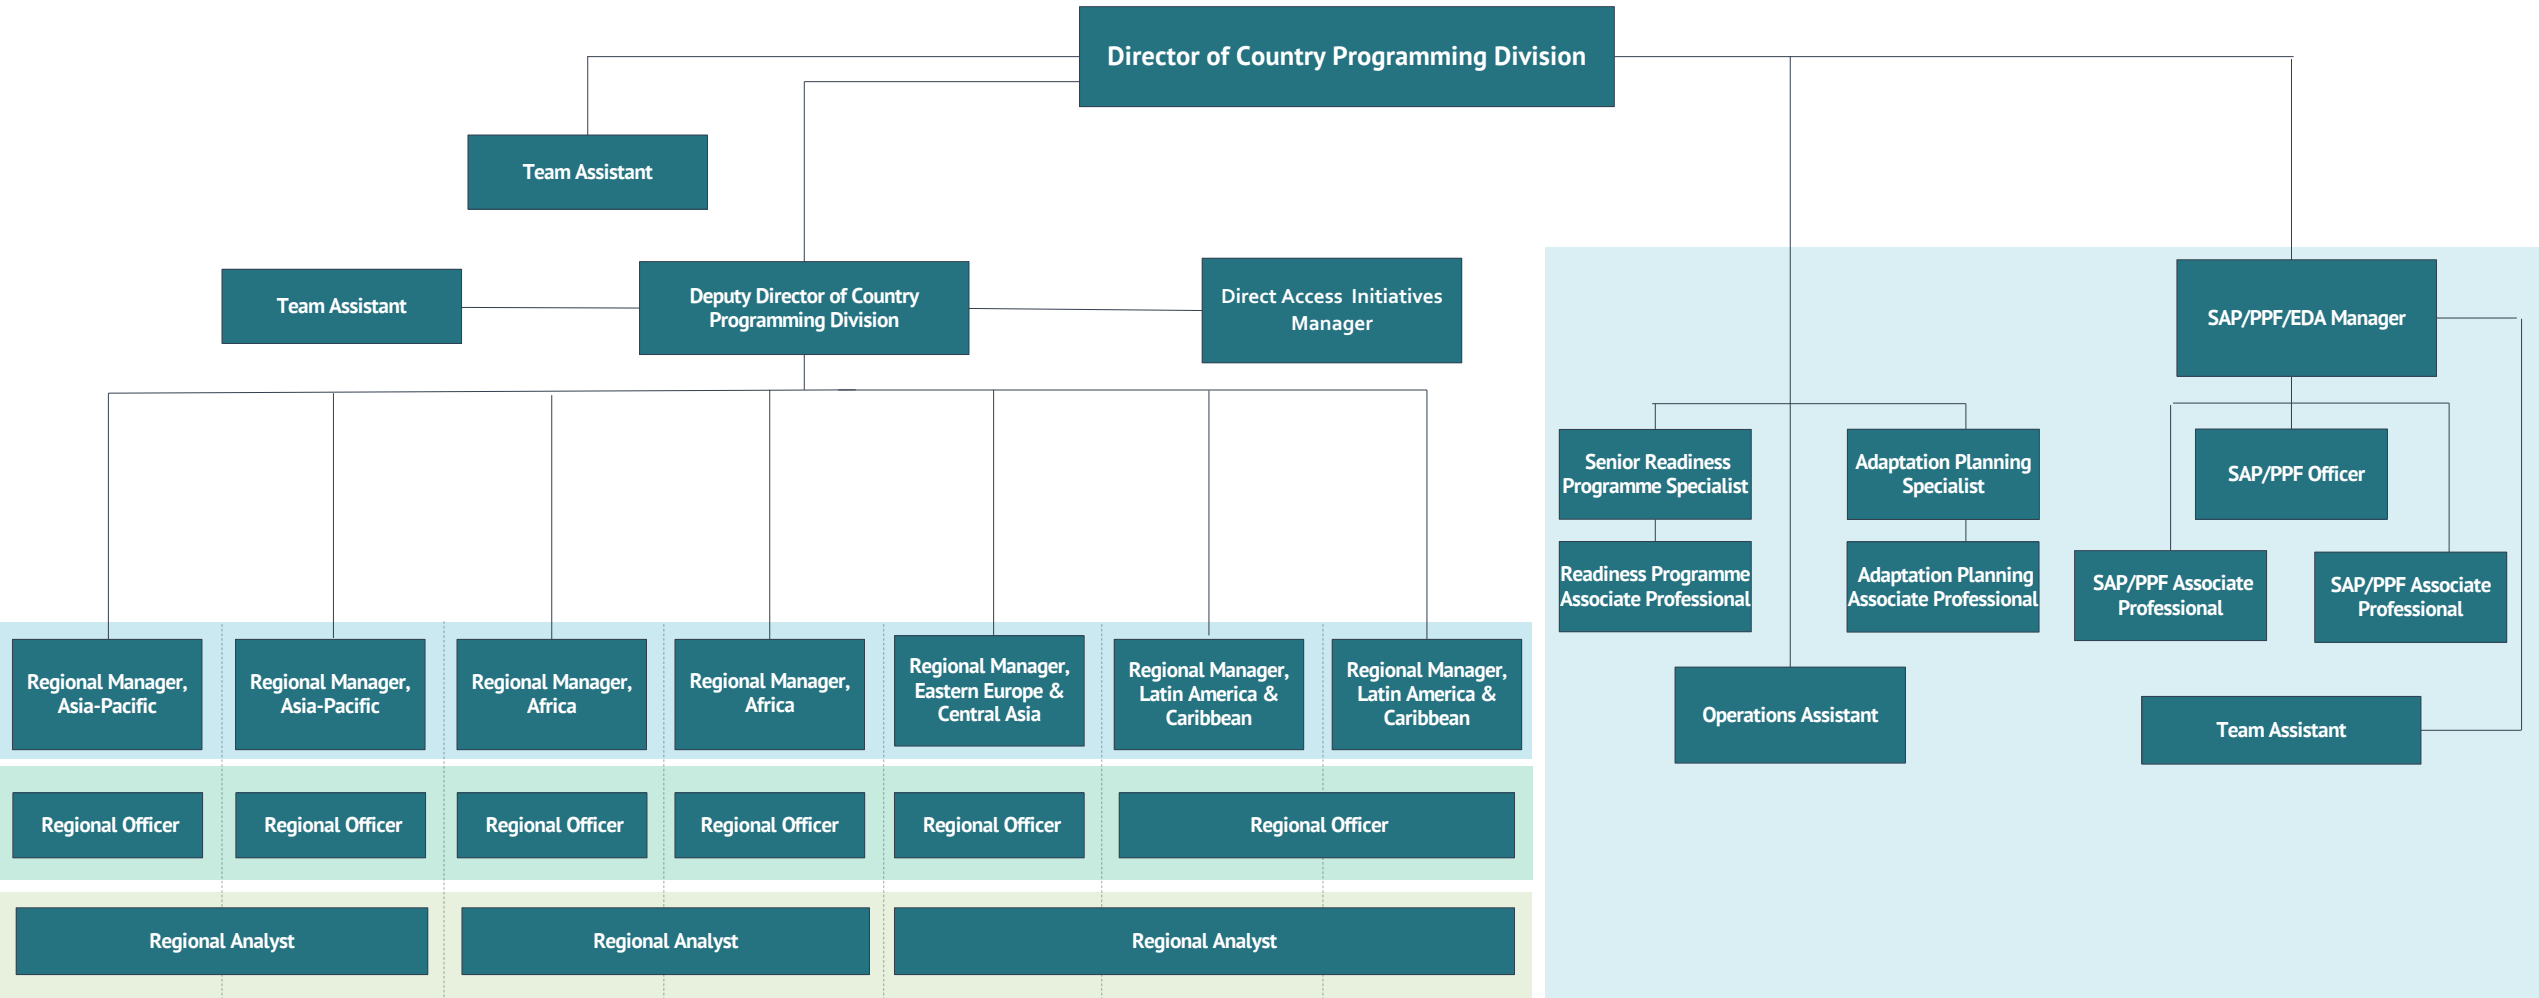 Director of Country Programming Division
Team Assistant
Team Assistant
Deputy Director of Country
Programming Division
Direct Access Initiatives
Manager
SAP/PPF/EDA Manager
Senior Readiness
Programme Specialist
Adaptation Planning
Specialist
SAP/PPF Officer
Readiness Programme
Associate Professional
Adaptation Planning
Associate Professional
SAP/PPF Associate
Professional
SAP/PPF Associate
Professional
Regional Manager,
Asia-Pacific
Regional Manager,
Asia-Pacific
Regional Manager,
Africa
Regional Manager,
Africa
Regional Manager,
Eastern Europe &
Central Asia
Regional Manager,
Latin America &
Caribbean
Regional Manager,
Latin America &
Caribbean
Operations Assistant
Team Assistant
Regional Officer
Regional Officer
Regional Officer
Regional Officer
Regional Officer
Regional Officer
Regional Analyst
Regional Analyst
Regional Analyst